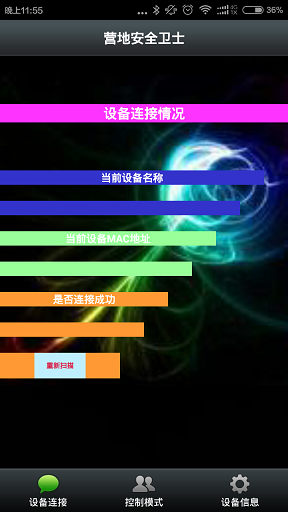 晚上11:55
4G
1X
36%
营地安全卫士
设备连接情况
当前设备名称
当前设备MAC地址
是否连接成功
重新扫描
设备连接
控制模式
设备信息